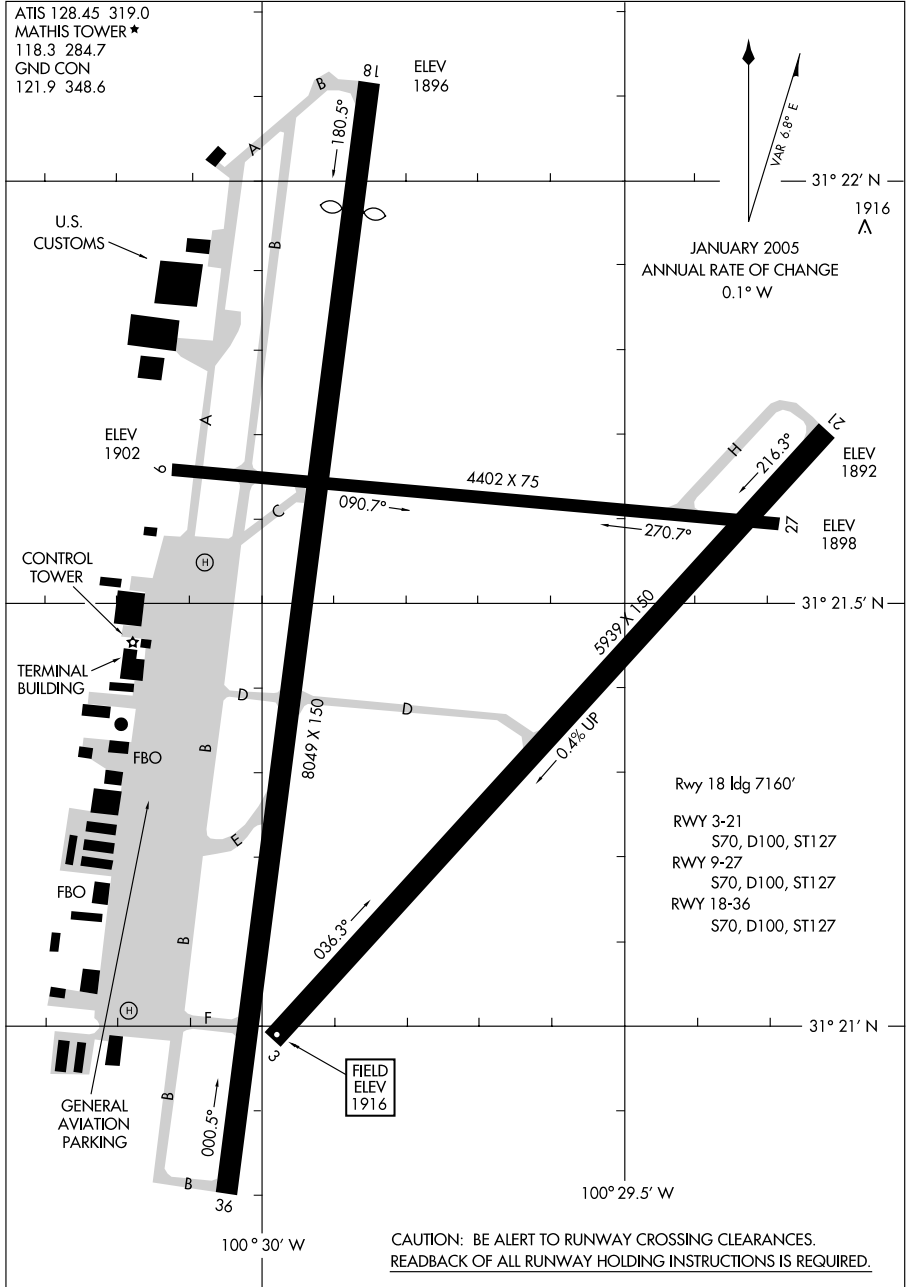 ATIS 128.45 319.0
MATHIS TOWER ★
118.3 284.7
GND CON
121.9 348.6
18
ELEV
1896
B
180.5°
A
VAR 6.8° E
31° 22' N
1916
U.S.
CUSTOMS
B
JANUARY 2005
ANNUAL RATE OF CHANGE
0.1° W
A
ELEV
1902
9
21
H
216.3°
ELEV
1892
4402 X 75
090.7°
C
270.7°
27
ELEV
1898
H
CONTROL
TOWER
31° 21.5' N
TERMINAL
BUILDING
5939 X 150
D
D
B
8049 X 150
0.4% UP
FBO
Rwy 18 ldg 7160'
RWY 3-21
S70, D100, ST127
RWY 9-27
S70, D100, ST127
RWY 18-36
S70, D100, ST127
E
FBO
B
036.3°
H
F
31° 21' N
3
FIELD
ELEV
1916
B
000.5°
GENERAL
AVIATION
PARKING
B
36
100° 29.5' W
100° 30' W
CAUTION: BE ALERT TO RUNWAY CROSSING CLEARANCES.
READBACK OF ALL RUNWAY HOLDING INSTRUCTIONS IS REQUIRED.